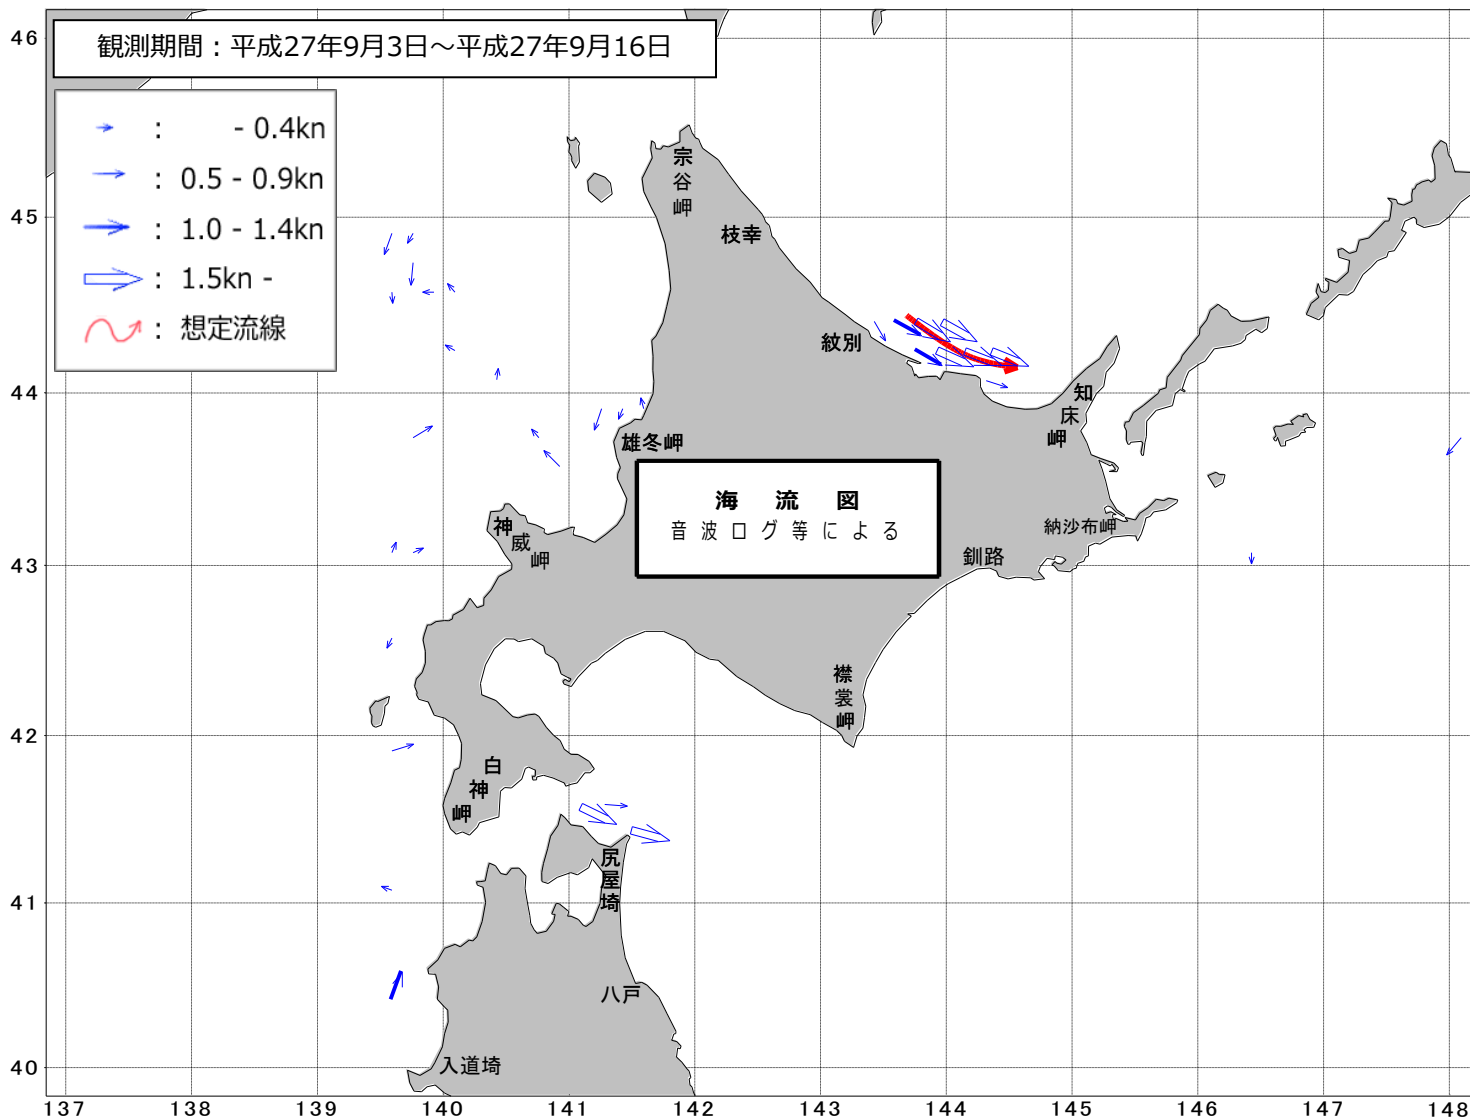 観測期間：平成27年9月3日～平成27年9月16日
： - 0.4kn
： 0.5 - 0.9kn
： 1.0 - 1.4kn
： 1.5kn -
： 想定流線
宗谷岬
枝幸
紋別
知床岬
雄冬岬
海 流 図
音波ログ等による
神威岬
納沙布岬
釧路
襟裳岬
白神岬
尻屋埼
八戸
入道埼
46
45
44
43
42
41
40
137 138 139 140 141 142 143 144 145 146 147 148